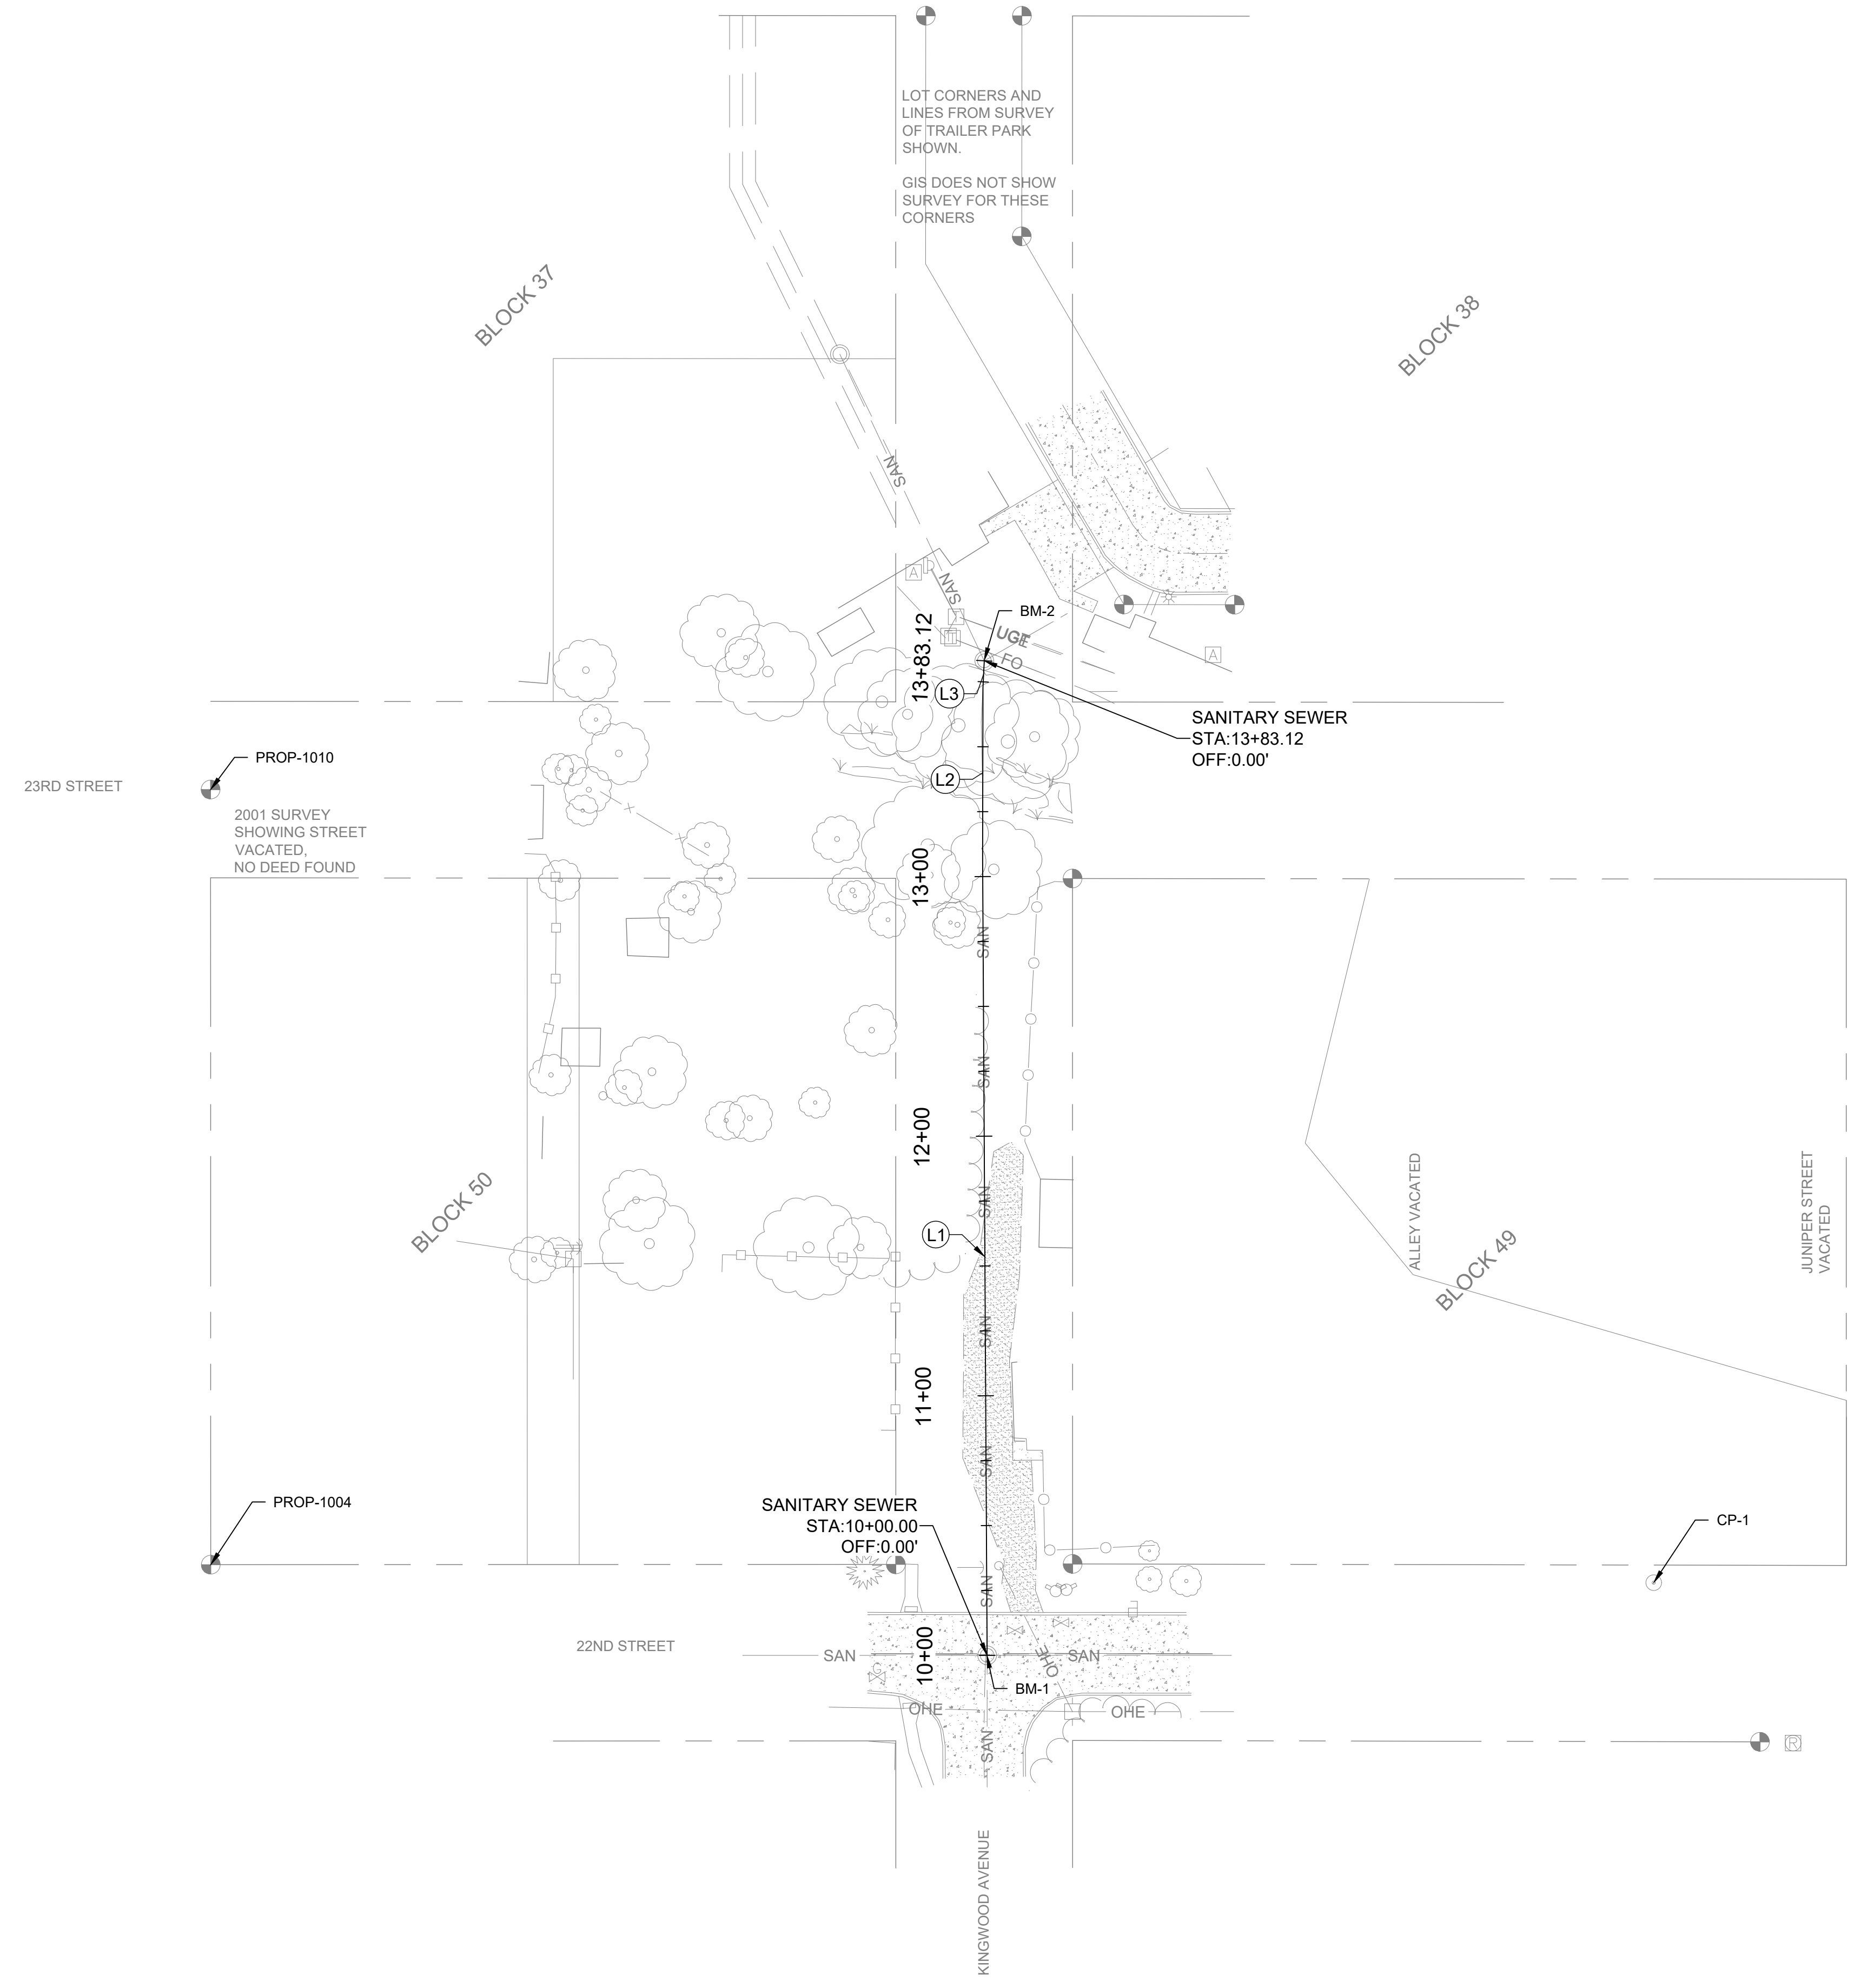 LOT CORNERS AND
LINES FROM SURVEY
OF TRAILER PARK
SHOWN.
GIS DOES NOT SHOW
SURVEY FOR THESE
CORNERS
BLOCK 37
BLOCK 38
SAN
A
SAN
T
BM-2
UGE
FO
A
13+83.12
L3
SANITARY SEWER
STA:13+83.12
OFF:0.00'
L2
PROP-1010
23RD STREET
2001 SURVEY
SHOWING STREET
VACATED,
NO DEED FOUND
13+00
SAN
SAN
12+00
SAN
BLOCK 50
L1
ALLEY VACATED
JUNIPER STREET
VACATED
BLOCK 49
SAN
11+00
SAN
PROP-1004
SANITARY SEWER
STA:10+00.00
OFF:0.00'
CP-1
SAN
22ND STREET
10+00
SAN
OHE
SAN
G
BM-1
OHE
OHE
SAN
R
KINGWOOD AVENUE